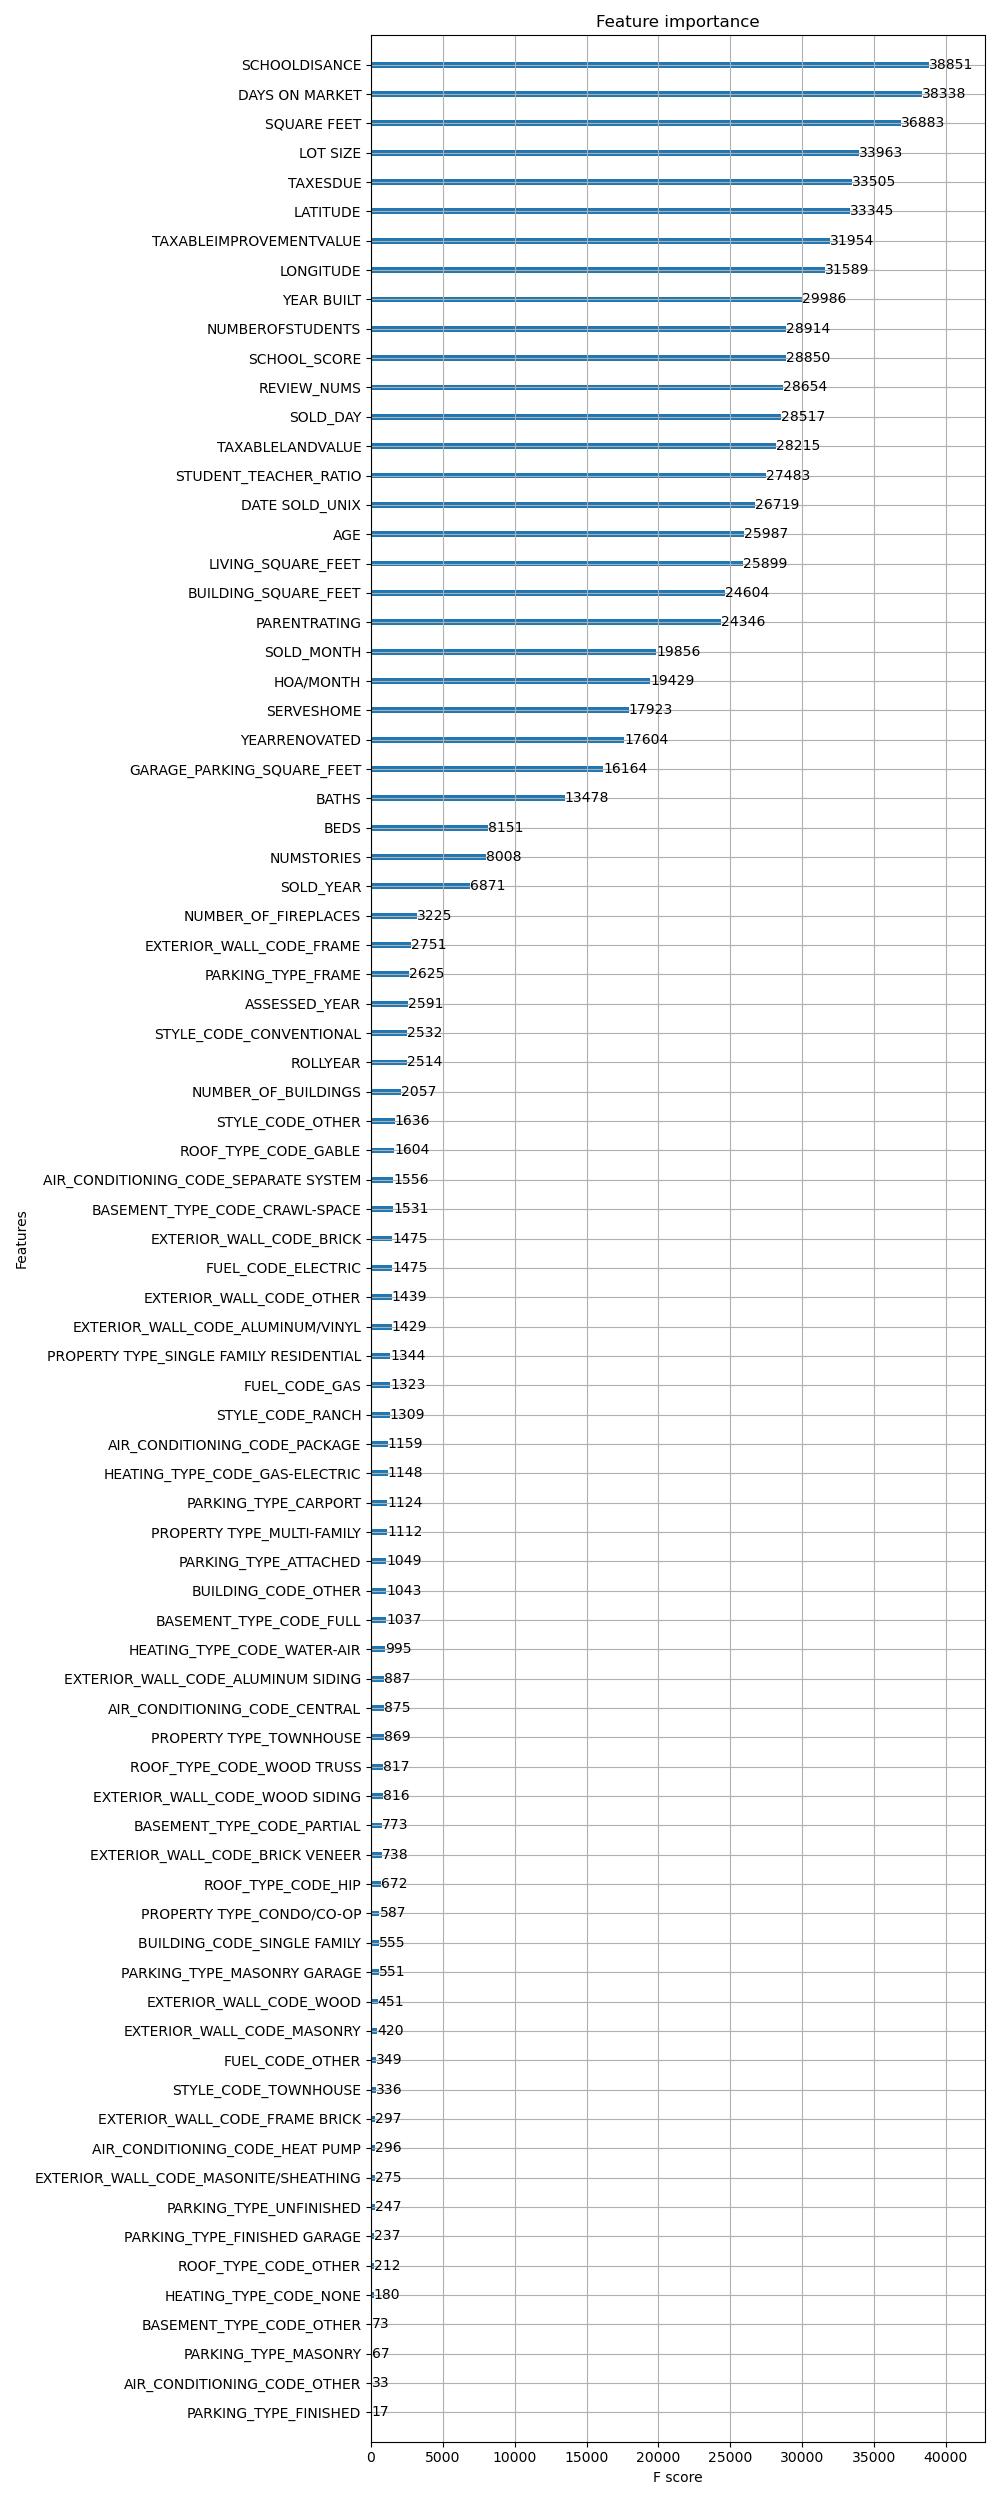 Feature importance
SCHOOLDISANCE 38851
DAYS ON MARKET 38338
SQUARE FEET 36883
LOT SIZE 33963
TAXESDUE 33505
LATITUDE 33345
TAXABLEIMPROVEMENTVALUE 31954
LONGITUDE 31589
YEAR BUILT 29986
NUMBEROFSTUDENTS 28914
SCHOOL_SCORE 28850
REVIEW_NUMS 28654
SOLD_DAY 28517
TAXABLELANDVALUE 28215
STUDENT_TEACHER_RATIO 27483
DATE SOLD_UNIX 26719
AGE 25987
LIVING_SQUARE_FEET 25899
BUILDING_SQUARE_FEET 24604
PARENTRATING 24346
SOLD_MONTH 19856
HOA/MONTH 19429
SERVESHOME 17923
YEARRENOVATED 17604
GARAGE_PARKING_SQUARE_FEET 16164
BATHS 13478
BEDS 8151
NUMSTORIES 8008
SOLD_YEAR 6871
NUMBER_OF_FIREPLACES 3225
EXTERIOR_WALL_CODE_FRAME 2751
PARKING_TYPE_FRAME 2625
ASSESSED_YEAR 2591
STYLE_CODE_CONVENTIONAL 2532
ROLLYEAR 2514
NUMBER_OF_BUILDINGS 2057
STYLE_CODE_OTHER 1636
ROOF_TYPE_CODE_GABLE 1604
AIR_CONDITIONING_CODE_SEPARATE SYSTEM 1556
BASEMENT_TYPE_CODE_CRAWL-SPACE 1531
EXTERIOR_WALL_CODE_BRICK 1475
FUEL_CODE_ELECTRIC 1475
EXTERIOR_WALL_CODE_OTHER 1439
EXTERIOR_WALL_CODE_ALUMINUM/VINYL 1429
PROPERTY TYPE_SINGLE FAMILY RESIDENTIAL 1344
FUEL_CODE_GAS 1323
STYLE_CODE_RANCH 1309
AIR_CONDITIONING_CODE_PACKAGE 1159
HEATING_TYPE_CODE_GAS-ELECTRIC 1148
PARKING_TYPE_CARPORT 1124
PROPERTY TYPE_MULTI-FAMILY 1112
PARKING_TYPE_ATTACHED 1049
BUILDING_CODE_OTHER 1043
BASEMENT_TYPE_CODE_FULL 1037
HEATING_TYPE_CODE_WATER-AIR 995
EXTERIOR_WALL_CODE_ALUMINUM SIDING 887
AIR_CONDITIONING_CODE_CENTRAL 875
PROPERTY TYPE_TOWNHOUSE 869
ROOF_TYPE_CODE_WOOD TRUSS 817
EXTERIOR_WALL_CODE_WOOD SIDING 816
BASEMENT_TYPE_CODE_PARTIAL 773
EXTERIOR_WALL_CODE_BRICK VENEER 738
ROOF_TYPE_CODE_HIP 672
PROPERTY TYPE_CONDO/CO-OP 587
BUILDING_CODE_SINGLE FAMILY 555
PARKING_TYPE_MASONRY GARAGE 551
EXTERIOR_WALL_CODE_WOOD 451
EXTERIOR_WALL_CODE_MASONRY 420
FUEL_CODE_OTHER 349
STYLE_CODE_TOWNHOUSE 336
EXTERIOR_WALL_CODE_FRAME BRICK 297
AIR_CONDITIONING_CODE_HEAT PUMP 296
EXTERIOR_WALL_CODE_MASONITE/SHEATHING 275
PARKING_TYPE_UNFINISHED 247
PARKING_TYPE_FINISHED GARAGE 237
ROOF_TYPE_CODE_OTHER 212
HEATING_TYPE_CODE_NONE 180
BASEMENT_TYPE_CODE_OTHER 73
PARKING_TYPE_MASONRY 67
AIR_CONDITIONING_CODE_OTHER 33
PARKING_TYPE_FINISHED 17
Features
0 5000 10000 15000 20000 25000 30000 35000 40000
F score